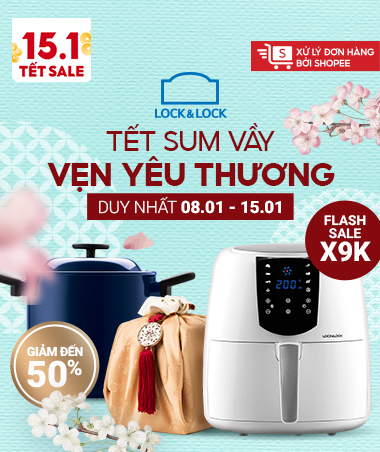 15.1
TẾT SALE
S
XỬ LÝ ĐƠN HÀNG
BỞI SHOPEE
LOCK&LOCK
TẾT SUM VẦY
VẸN YÊU THƯƠNG
DUY NHẤT 08.01 - 15.01
FLASH
SALE
X9K
200
GIẢM ĐẾN
50%
LOCK&LOCK